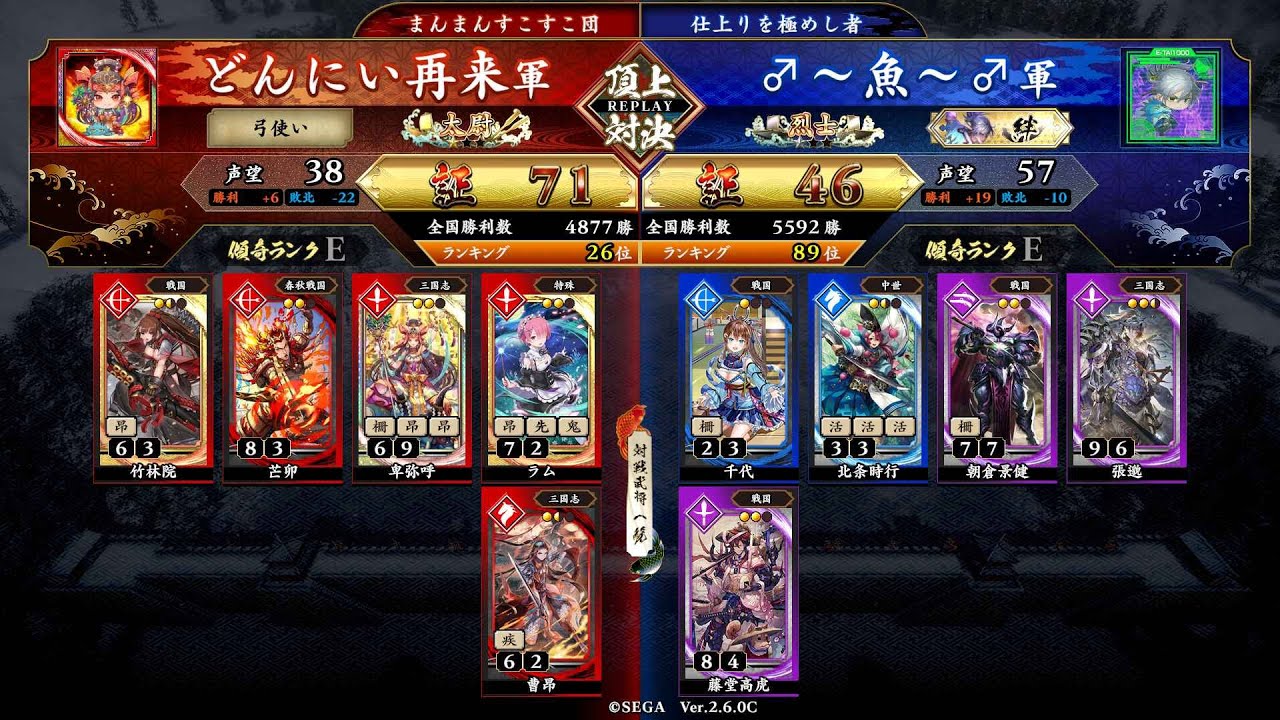 まんまんすこすこ団
仕上りを極めし者
どんにい再来軍
頂上
REPLAY
対決
♂～魚～♂軍
E-TAI1000
弓使い
大尉
烈士
絆
声望 38
勝利 +6 敗北 -22
証 71
証 46
声望 57
勝利 +19 敗北 -10
全国勝利数 4877勝
全国勝利数 5592勝
傾奇ランクE
ランキング 26位
ランキング 89位
傾奇ランクE
戦国
昴
6 3
竹林院
春秋戦国
8 3
芒卯
三国志
柵 昴 昴
6 9
卑弥呼
特殊
昴 先 鬼
7 2
ラム
戦国
柵
2 3
千代
中世
活 活 活
3 3
北条時行
戦国
柵
7 7
朝倉景健
三国志
9 6
張邈
対戦武将一覧
三国志
疾
6 2
曹昂
戦国
8 4
藤堂高虎
©SEGA Ver.2.6.0C